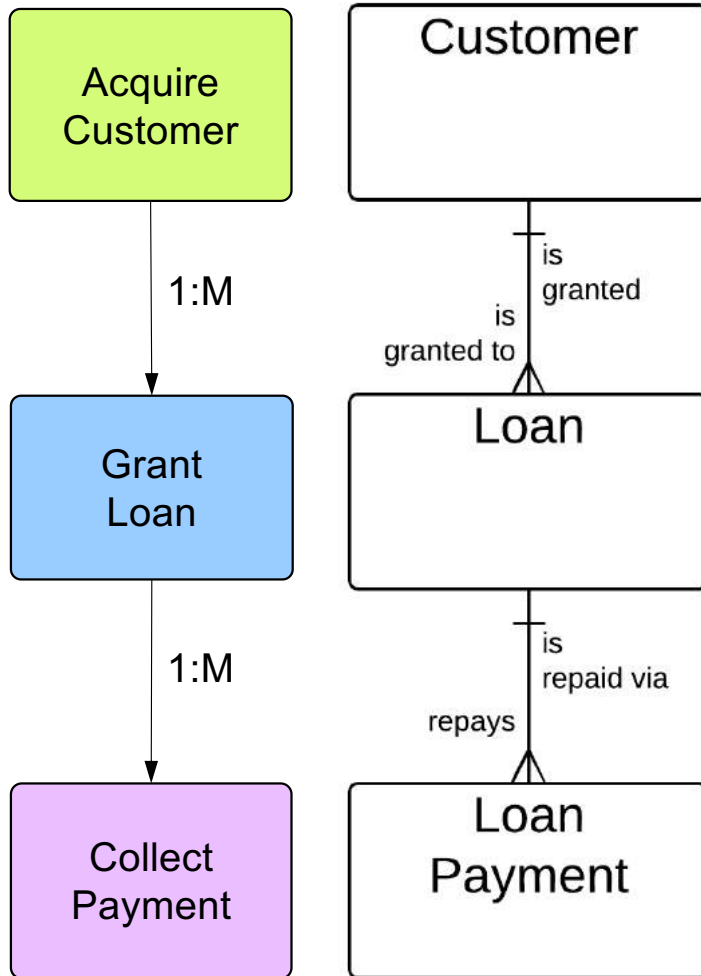 Acquire
Customer
1:M
Grant
Loan
1:M
Collect
Payment
Customer
is
granted
is
granted to
Loan
is
repaid via
repays
Loan
Payment